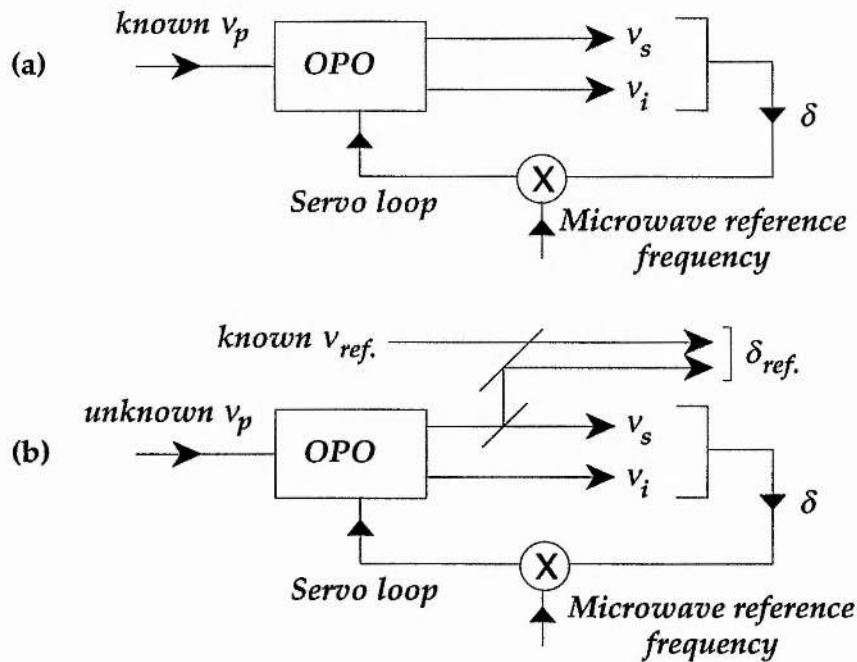 known ν_p
(a)
OPO
ν_s
ν_i
δ
X
Servo loop
Microwave reference
frequency
known ν_ref.
δ_ref.
unknown ν_p
(b)
OPO
ν_s
ν_i
δ
X
Servo loop
Microwave reference
frequency